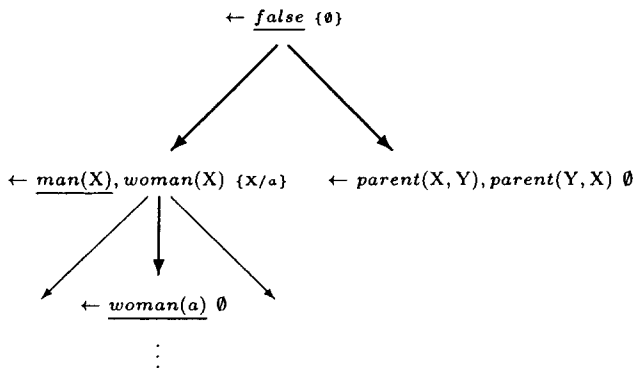 ← false {∅}
← man(X), woman(X) {X/a} ← parent(X, Y), parent(Y, X) ∅
← woman(a) ∅
⋮